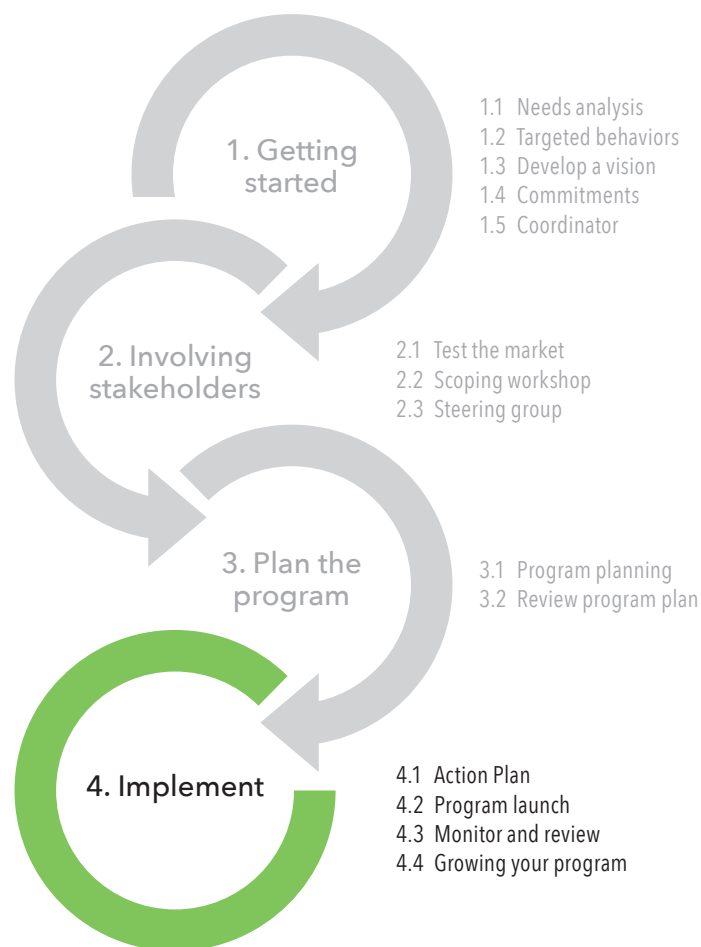 1. Getting
started
1.1 Needs analysis
1.2 Targeted behaviors
1.3 Develop a vision
1.4 Commitments
1.5 Coordinator
2. Involving
stakeholders
2.1 Test the market
2.2 Scoping workshop
2.3 Steering group
3. Plan the
program
3.1 Program planning
3.2 Review program plan
4. Implement
4.1 Action Plan
4.2 Program launch
4.3 Monitor and review
4.4 Growing your program